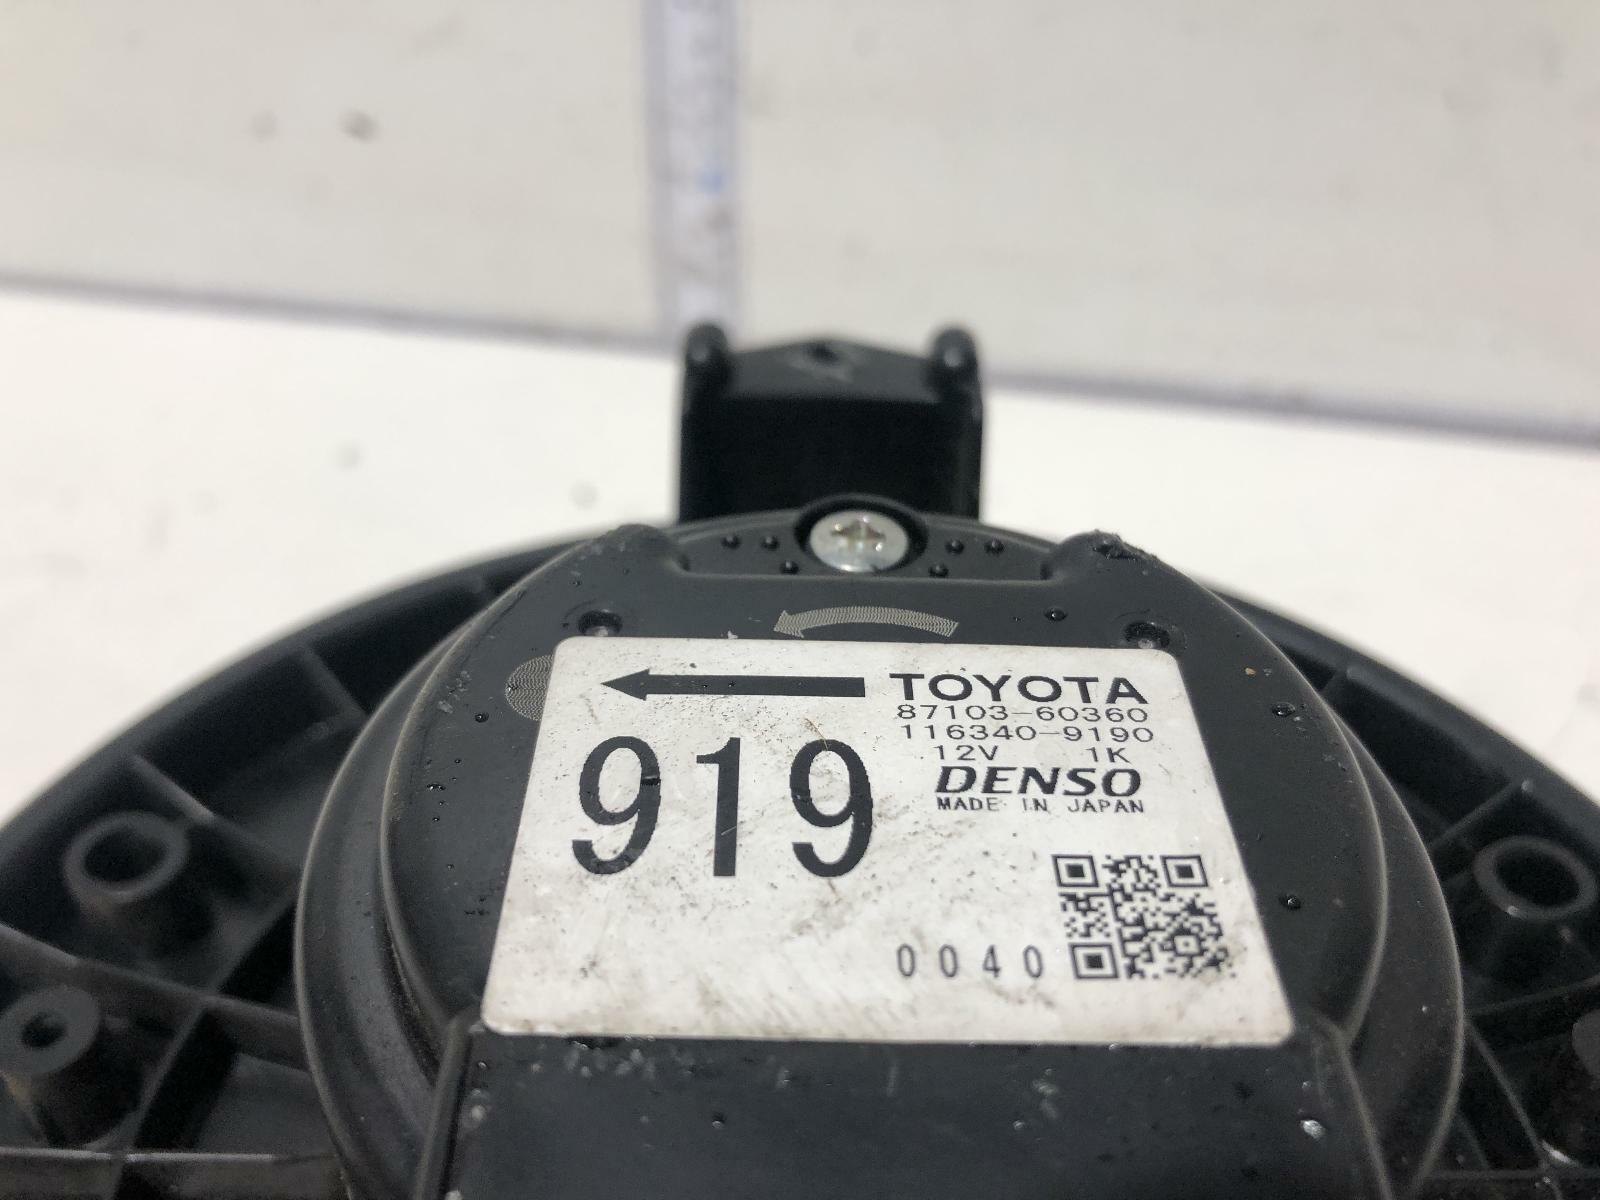 TOYOTA
87103-60360
116340-9190
12V 1K
DENSO
MADE IN JAPAN
919
0040